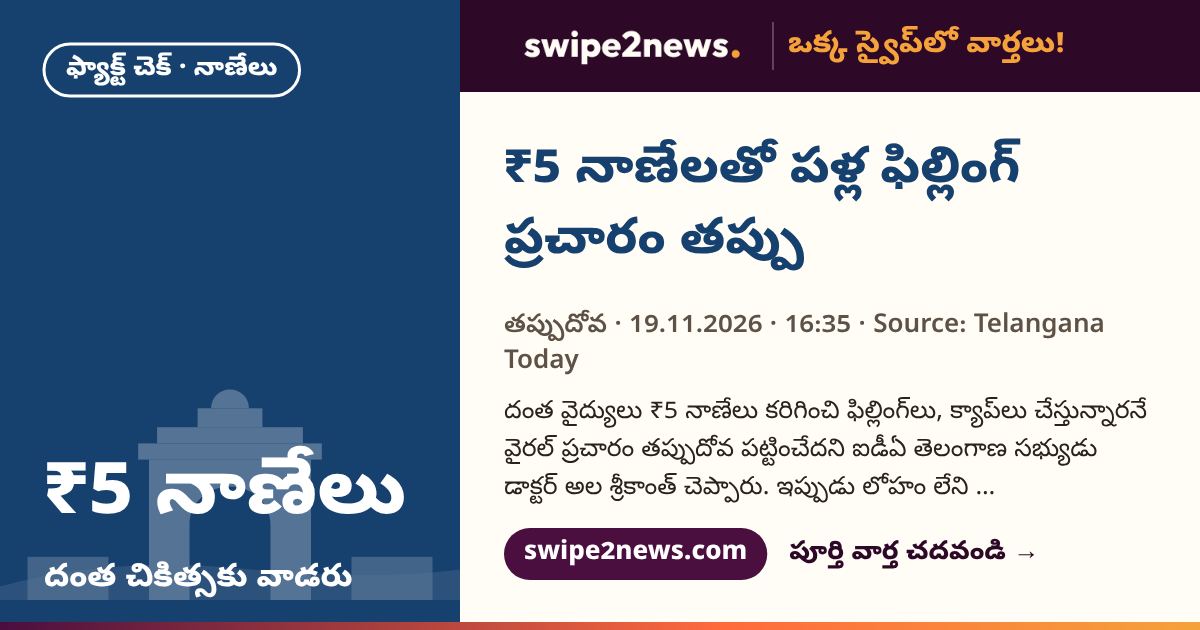 ఫ్యాక్ట్ చెక్ · నాణేలు
₹5 నాణేలు
దంత చికిత్సకు వాడరు
swipe2news.
ఒక్క స్వైప్‌లో వార్తలు!
₹5 నాణేలతో పళ్ల ఫిల్లింగ్
ప్రచారం తప్పు
తప్పుదోవ · 19.11.2026 · 16:35 · Source: Telangana
Today
దంత వైద్యులు ₹5 నాణేలు కరిగించి ఫిల్లింగ్‌లు, క్యాప్‌లు చేస్తున్నారనే
వైరల్ ప్రచారం తప్పుదోవ పట్టించేదని ఐడీఏ తెలంగాణ సభ్యుడు
డాక్టర్ అల శ్రీకాంత్ చెప్పారు. ఇప్పుడు లోహం లేని ...
swipe2news.com
పూర్తి వార్త చదవండి →